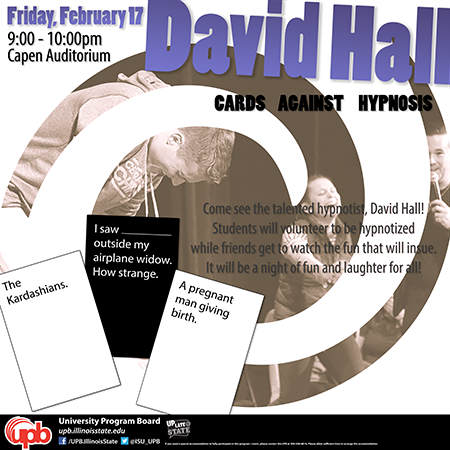 Friday, February 17
9:00 - 10:00pm
Capen Auditorium
David Hall
CARDS AGAINST HYPNOSIS
Come see the talented hypnotist, David Hall!
Students will volunteer to be hypnotized
while friends get to watch the fun that will insue.
It will be a night of fun and laughter for all!
I saw ________
outside my
airplane widow.
How strange.
The
Kardashians.
A pregnant
man giving
birth.
upb
University Program Board
upb.illinoisstate.edu
/UPB.IllinoisState @ISU_UPB
UP LATE
STATE